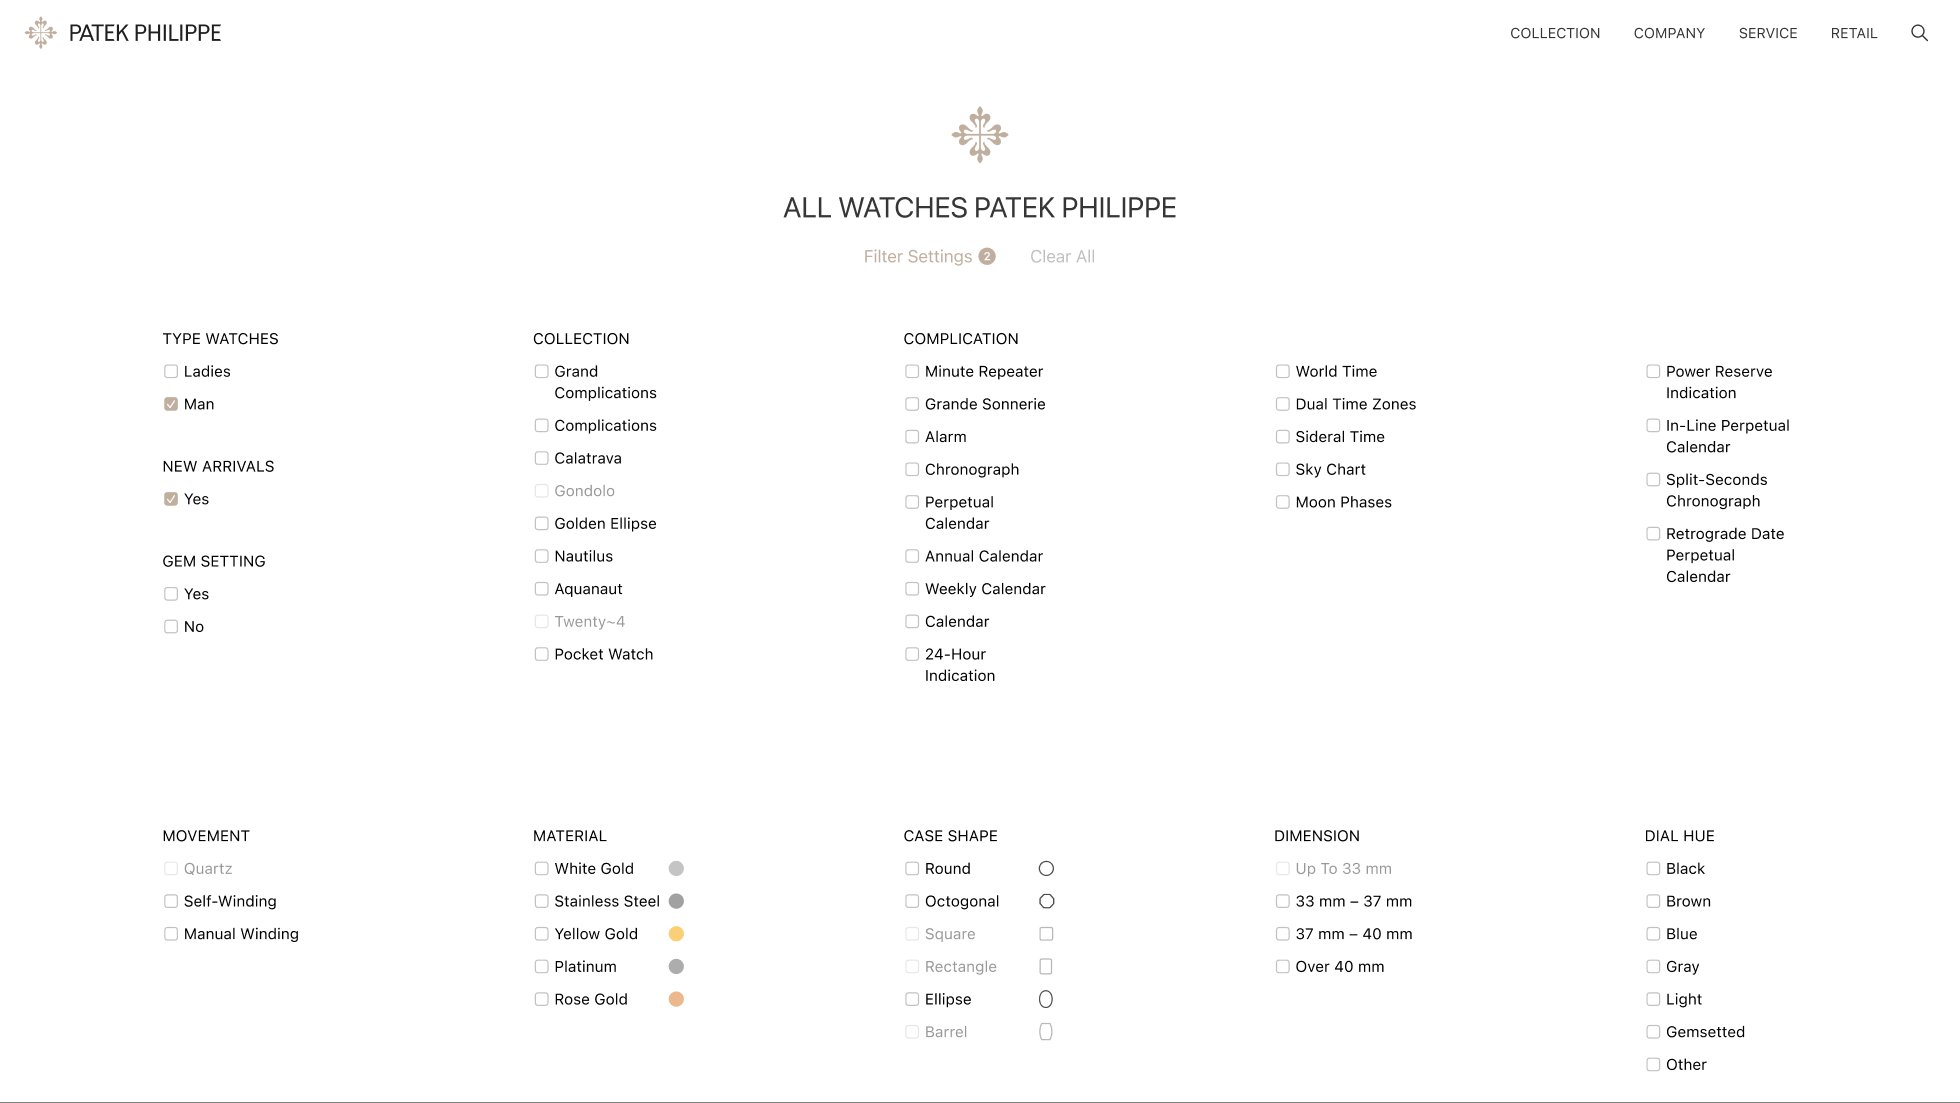 PATEK PHILIPPE
COLLECTION
COMPANY
SERVICE
RETAIL
ALL WATCHES PATEK PHILIPPE
Filter Settings 2
Clear All
TYPE WATCHES
Ladies
Man
NEW ARRIVALS
Yes
GEM SETTING
Yes
No
COLLECTION
Grand
Complications
Complications
Calatrava
Gondolo
Golden Ellipse
Nautilus
Aquanaut
Twenty~4
Pocket Watch
COMPLICATION
Minute Repeater
Grande Sonnerie
Alarm
Chronograph
Perpetual
Calendar
Annual Calendar
Weekly Calendar
Calendar
24-Hour
Indication
World Time
Dual Time Zones
Sideral Time
Sky Chart
Moon Phases
Power Reserve
Indication
In-Line Perpetual
Calendar
Split-Seconds
Chronograph
Retrograde Date
Perpetual
Calendar
MOVEMENT
Quartz
Self-Winding
Manual Winding
MATERIAL
White Gold
Stainless Steel
Yellow Gold
Platinum
Rose Gold
CASE SHAPE
Round
Octogonal
Square
Rectangle
Ellipse
Barrel
DIMENSION
Up To 33 mm
33 mm – 37 mm
37 mm – 40 mm
Over 40 mm
DIAL HUE
Black
Brown
Blue
Gray
Light
Gemsetted
Other